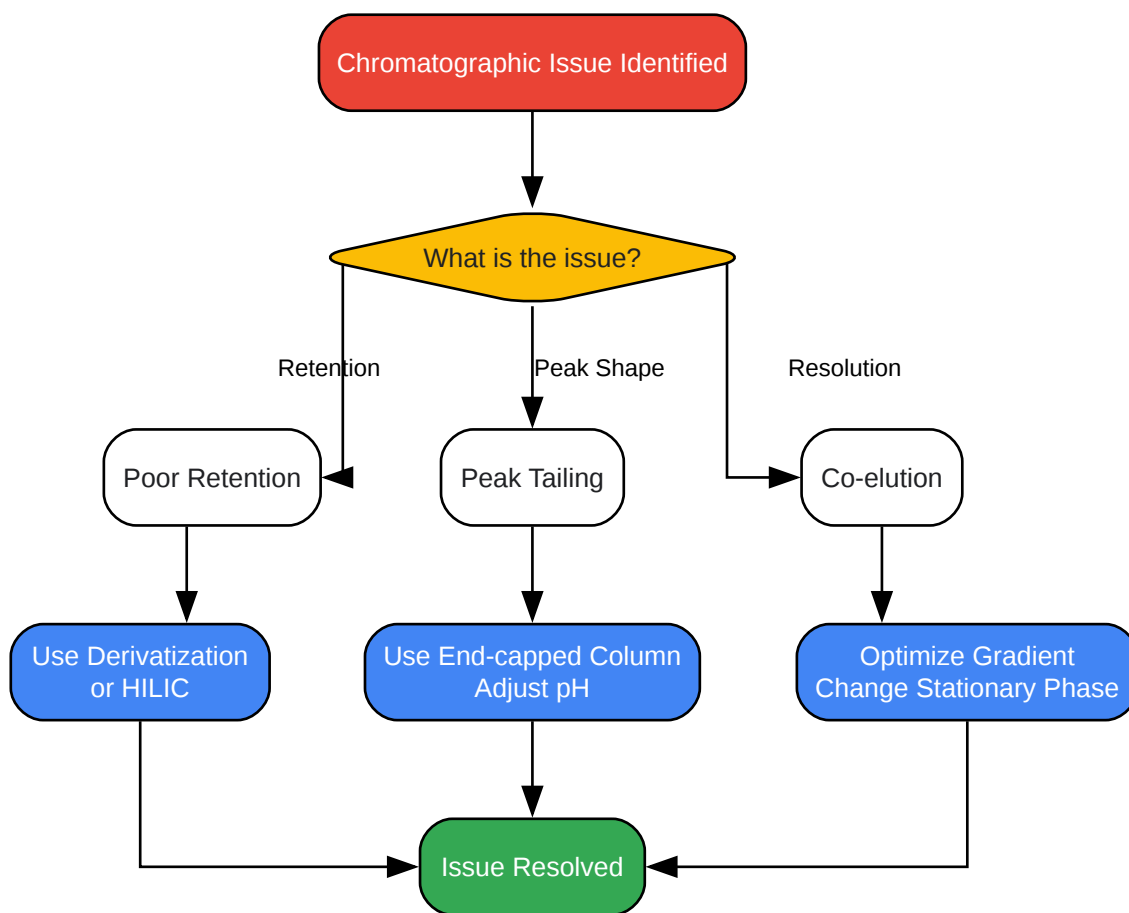 Chromatographic Issue Identified
What is the issue?
Retention
Peak Shape
Resolution
Poor Retention
Peak Tailing
Co-elution
Use Derivatization
or HILIC
Use End-capped Column
Adjust pH
Optimize Gradient
Change Stationary Phase
Issue Resolved